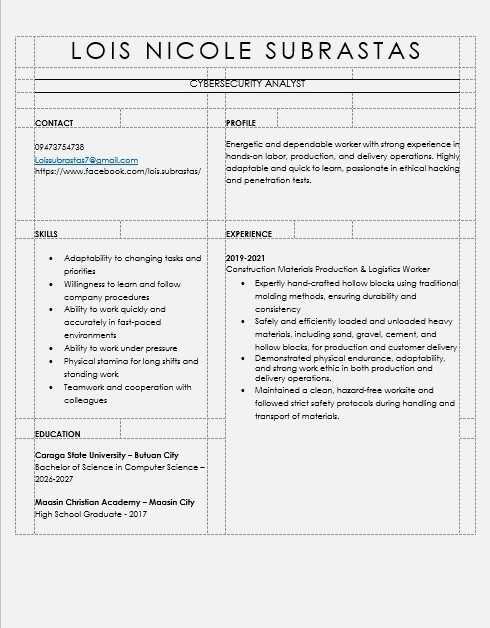 LOIS NICOLE SUBRASTAS
CYBERSECURITY ANALYST
CONTACT
09473754738
Loissubrastas7@gmail.com
https://www.facebook.com/lois.subrastas/
PROFILE
Energetic and dependable worker with strong experience in
hands-on labor, production, and delivery operations. Highly
adaptable and quick to learn, passionate in ethical hacking
and penetration tests.
SKILLS
• Adaptability to changing tasks and
priorities
• Willingness to learn and follow
company procedures
• Ability to work quickly and
accurately in fast-paced
environments
• Ability to work under pressure
• Physical stamina for long shifts and
standing work
• Teamwork and cooperation with
colleagues
EDUCATION
Caraga State University – Butuan City
Bachelor of Science in Computer Science –
2026-2027
Maasin Christian Academy – Maasin City
High School Graduate - 2017
EXPERIENCE
2019-2021
Construction Materials Production & Logistics Worker
• Expertly hand-crafted hollow blocks using traditional
molding methods, ensuring durability and
consistency
• Safely and efficiently loaded and unloaded heavy
materials, including sand, gravel, cement, and
hollow blocks, for production and customer delivery
• Demonstrated physical endurance, adaptability,
and strong work ethic in both production and
delivery operations.
• Maintained a clean, hazard-free worksite and
followed strict safety protocols during handling and
transport of materials.